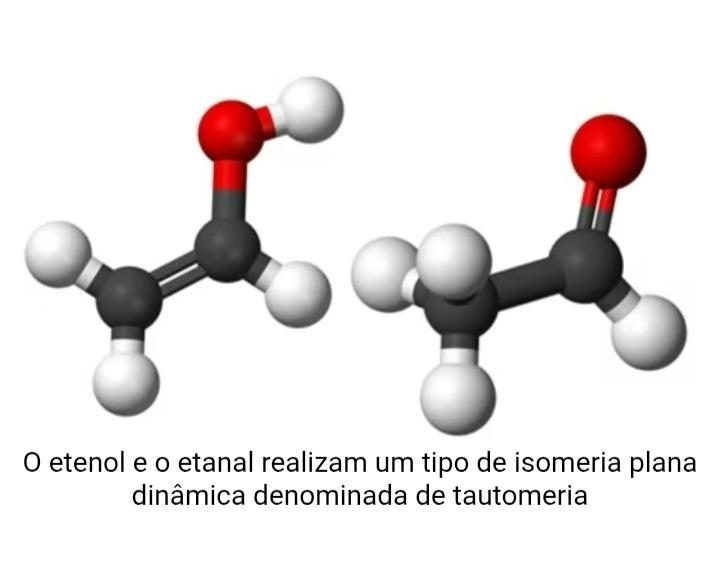 O etenol e o etanal realizam um tipo de isomeria plana
dinâmica denominada de tautomeria